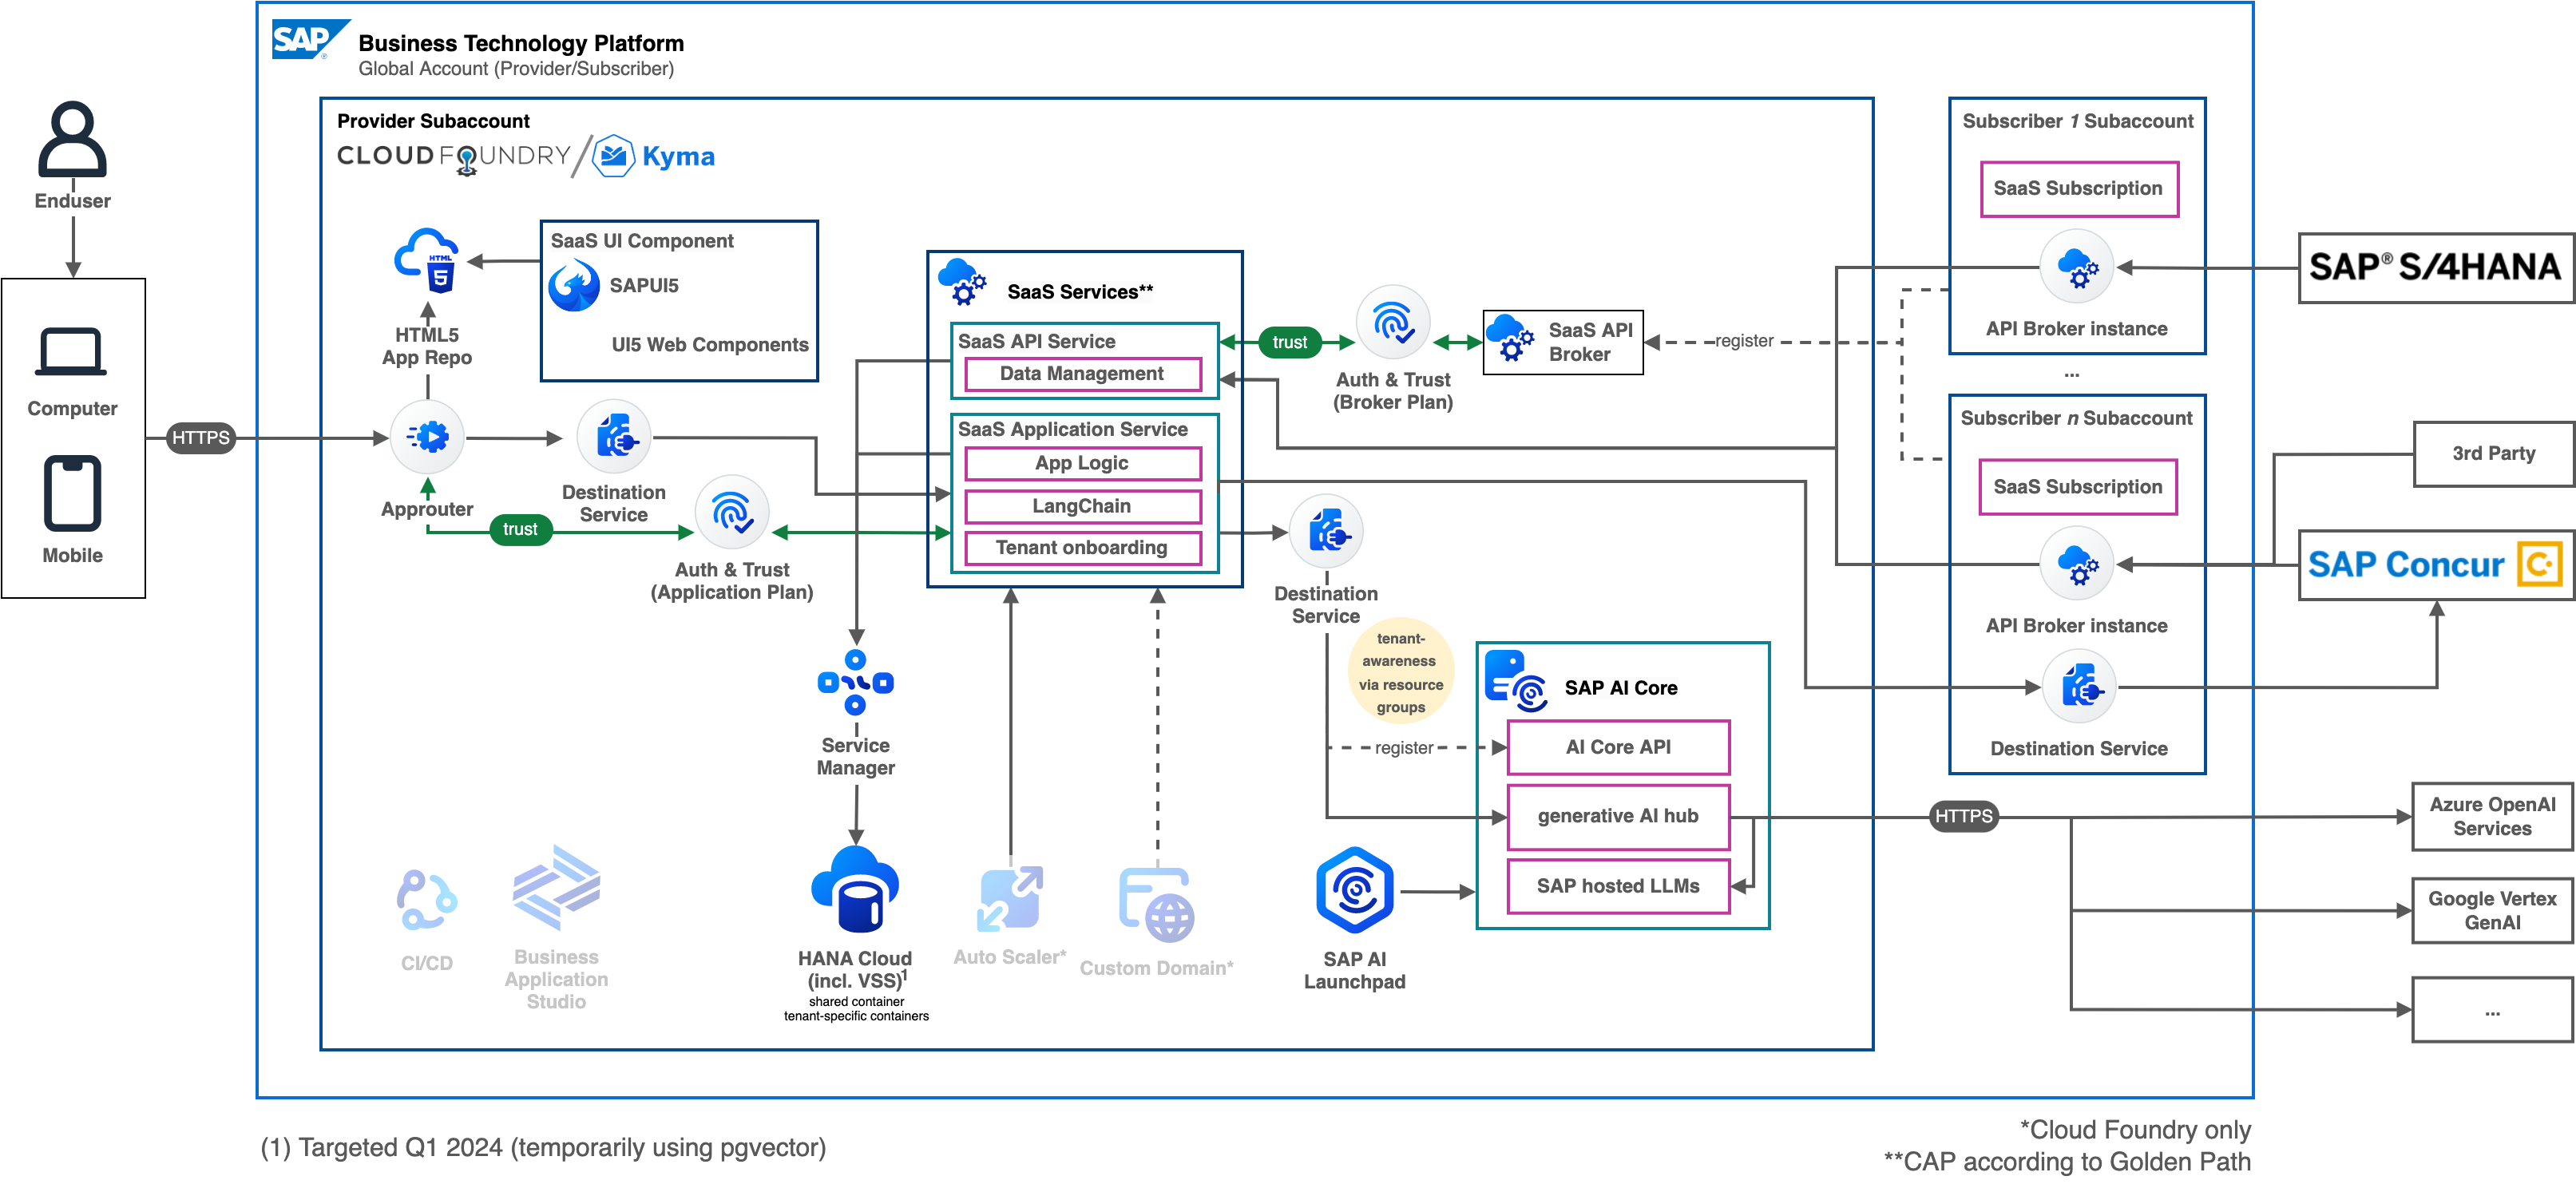 SAP
Business Technology Platform
Global Account (Provider/Subscriber)
Enduser
Computer
Mobile
HTTPS
Provider Subaccount
CLOUD FOUNDRY
Kyma
HTML
5
HTML5
App Repo
SaaS UI Component
SAPUI5
UI5 Web Components
Approuter
trust
Destination
Service
Auth & Trust
(Application Plan)
SaaS Services**
SaaS API Service
Data Management
SaaS Application Service
App Logic
LangChain
Tenant onboarding
trust
Auth & Trust
(Broker Plan)
SaaS API
Broker
register
Destination
Service
tenant-
awareness
via resource
groups
register
SAP AI Core
AI Core API
generative AI hub
SAP hosted LLMs
SAP AI
Launchpad
Service
Manager
HANA Cloud
(incl. VSS)1
shared container
tenant-specific containers
CI/CD
Business
Application
Studio
Auto Scaler*
Custom Domain*
Subscriber 1 Subaccount
SaaS Subscription
API Broker instance
...
Subscriber n Subaccount
SaaS Subscription
API Broker instance
Destination Service
HTTPS
SAP® S/4HANA
3rd Party
SAP Concur C
Azure OpenAI
Services
Google Vertex
GenAI
...
(1) Targeted Q1 2024 (temporarily using pgvector)
*Cloud Foundry only
**CAP according to Golden Path